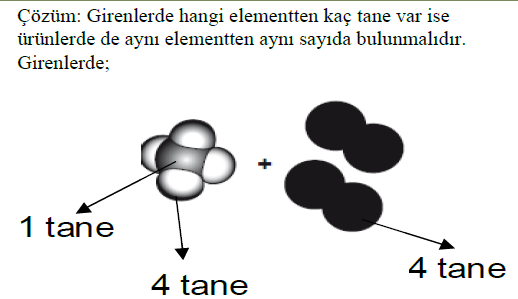 Çözüm: Girenlerde hangi elementten kaç tane var ise
ürünlerde de aynı elementten aynı sayıda bulunmalıdır.
Girenlerde;
+
1 tane
4 tane
4 tane